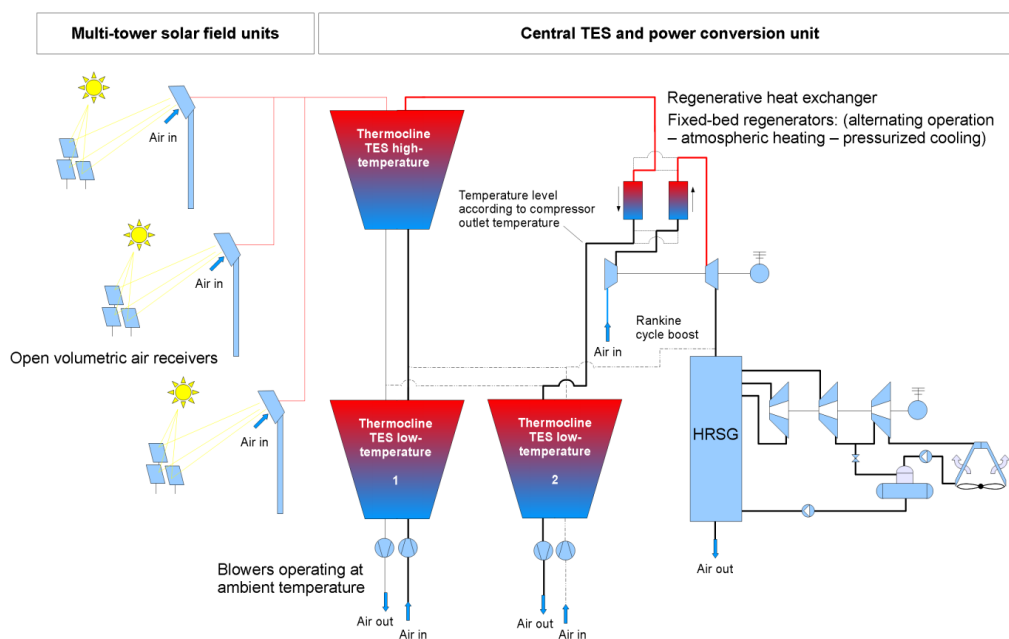 Multi-tower solar field units
Central TES and power conversion unit
Air in
Thermocline
TES high-
temperature
Regenerative heat exchanger
Fixed-bed regenerators: (alternating operation
– atmospheric heating – pressurized cooling)
Temperature level
according to compressor
outlet temperature
Air in
Air in
Rankine
cycle boost
Open volumetric air receivers
Air in
Thermocline
TES low-
temperature
1
Thermocline
TES low-
temperature
2
HRSG
Blowers operating at
ambient temperature
Air out
Air in
Air out
Air in
Air out